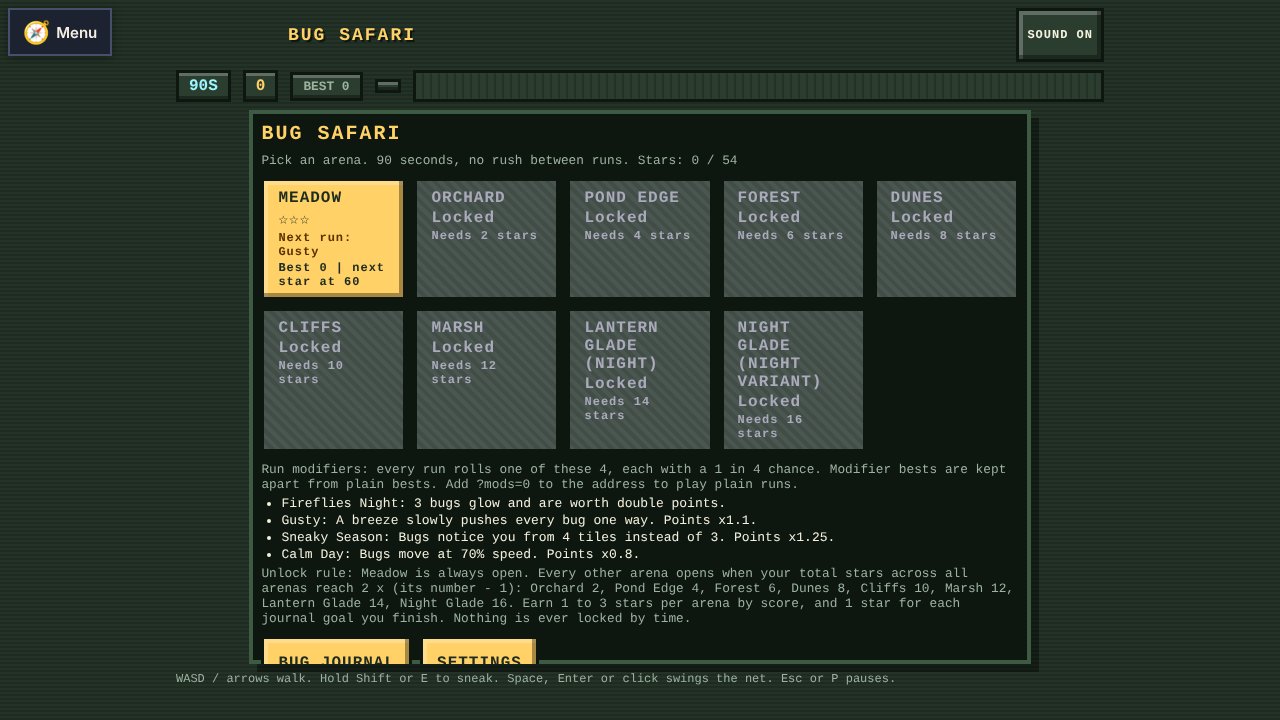 Menu
BUG SAFARI
SOUND ON
90S
0
BEST 0
BUG SAFARI
Pick an arena. 90 seconds, no rush between runs. Stars: 0 / 54
MEADOW
☆☆☆
Next run:
Gusty
Best 0 | next
star at 60
ORCHARD
Locked
Needs 2 stars
POND EDGE
Locked
Needs 4 stars
FOREST
Locked
Needs 6 stars
DUNES
Locked
Needs 8 stars
CLIFFS
Locked
Needs 10
stars
MARSH
Locked
Needs 12
stars
LANTERN
GLADE
(NIGHT)
Locked
Needs 14
stars
NIGHT
GLADE
(NIGHT
VARIANT)
Locked
Needs 16
stars
Run modifiers: every run rolls one of these 4, each with a 1 in 4 chance. Modifier bests are kept
apart from plain bests. Add ?mods=0 to the address to play plain runs.
• Fireflies Night: 3 bugs glow and are worth double points.
• Gusty: A breeze slowly pushes every bug one way. Points x1.1.
• Sneaky Season: Bugs notice you from 4 tiles instead of 3. Points x1.25.
• Calm Day: Bugs move at 70% speed. Points x0.8.
Unlock rule: Meadow is always open. Every other arena opens when your total stars across all
arenas reach 2 x (its number - 1): Orchard 2, Pond Edge 4, Forest 6, Dunes 8, Cliffs 10, Marsh 12,
Lantern Glade 14, Night Glade 16. Earn 1 to 3 stars per arena by score, and 1 star for each
journal goal you finish. Nothing is ever locked by time.
BUG JOURNAL
SETTINGS
WASD / arrows walk. Hold Shift or E to sneak. Space, Enter or click swings the net. Esc or P pauses.